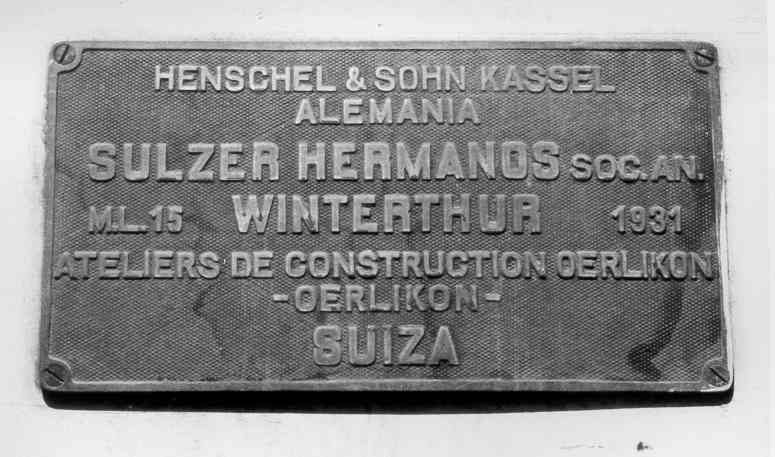 HENSCHEL & SOHN KASSEL
ALEMANIA
SULZER HERMANOS SOC.AN.
M.L.15 WINTERTHUR 1931
ATELIERS DE CONSTRUCTION OERLIKON
-OERLIKON-
SUIZA